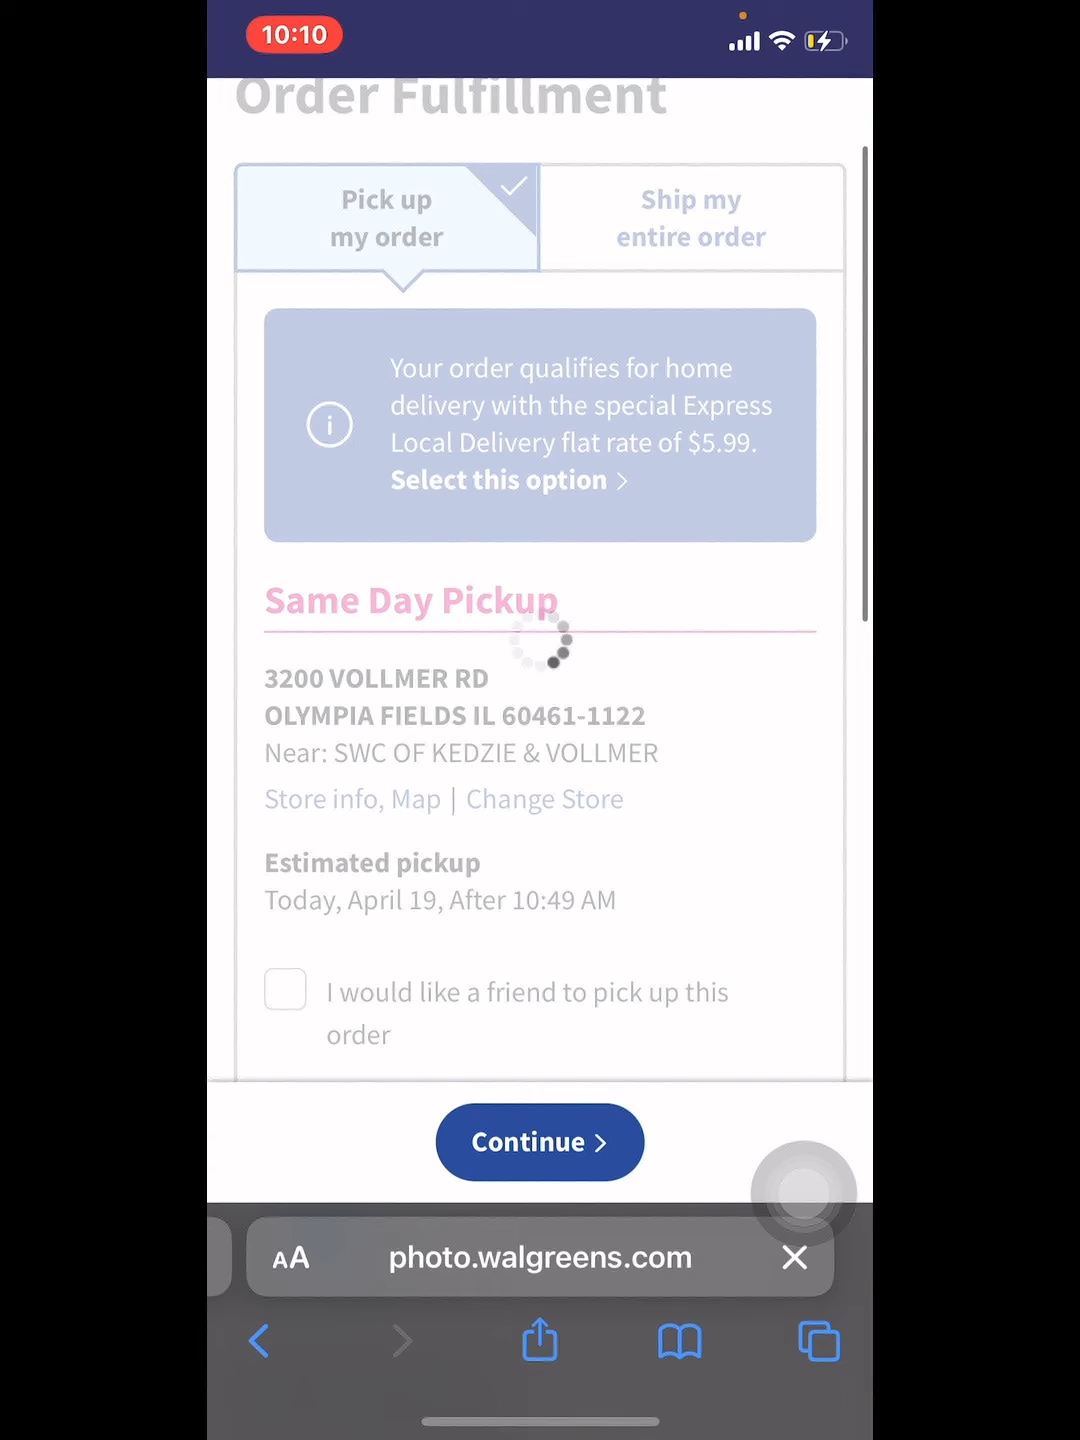 10:10
Order Fulfillment
Pick up
my order
Ship my
entire order
Your order qualifies for home
delivery with the special Express
Local Delivery flat rate of $5.99.
Select this option >
Same Day Pickup
3200 VOLLMER RD
OLYMPIA FIELDS IL 60461-1122
Near: SWC OF KEDZIE & VOLLMER
Store info, Map | Change Store
Estimated pickup
Today, April 19, After 10:49 AM
I would like a friend to pick up this
order
Continue >
AA photo.walgreens.com